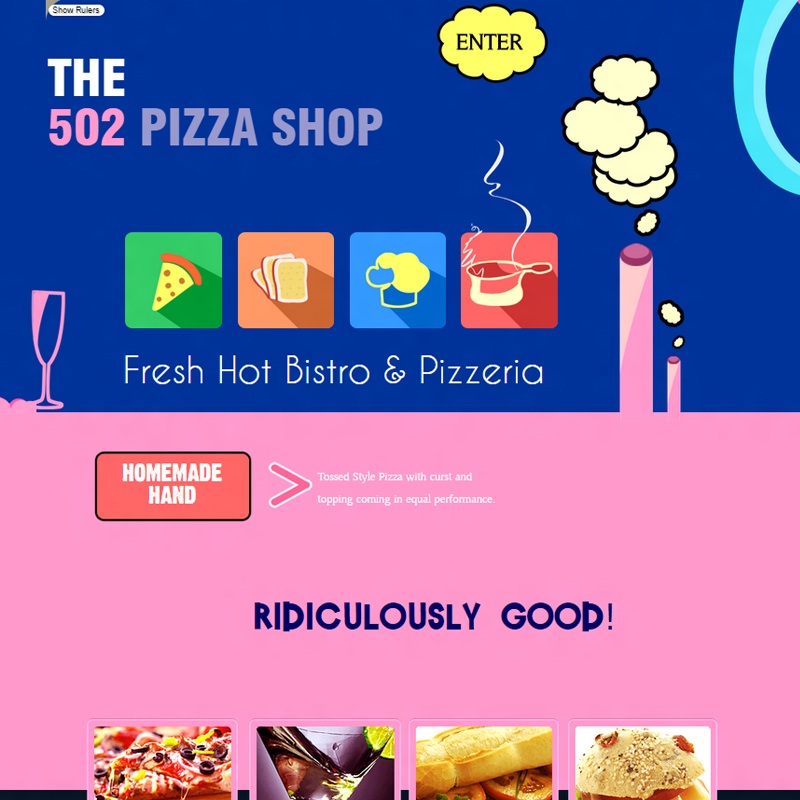 Show Rulers
ENTER
THE
502 PIZZA SHOP
Fresh Hot Bistro & Pizzeria
HOMEMADE
HAND
Tossed Style Pizza with curst and
topping coming in equal performance.
RIDICULOUSLY GOOD!